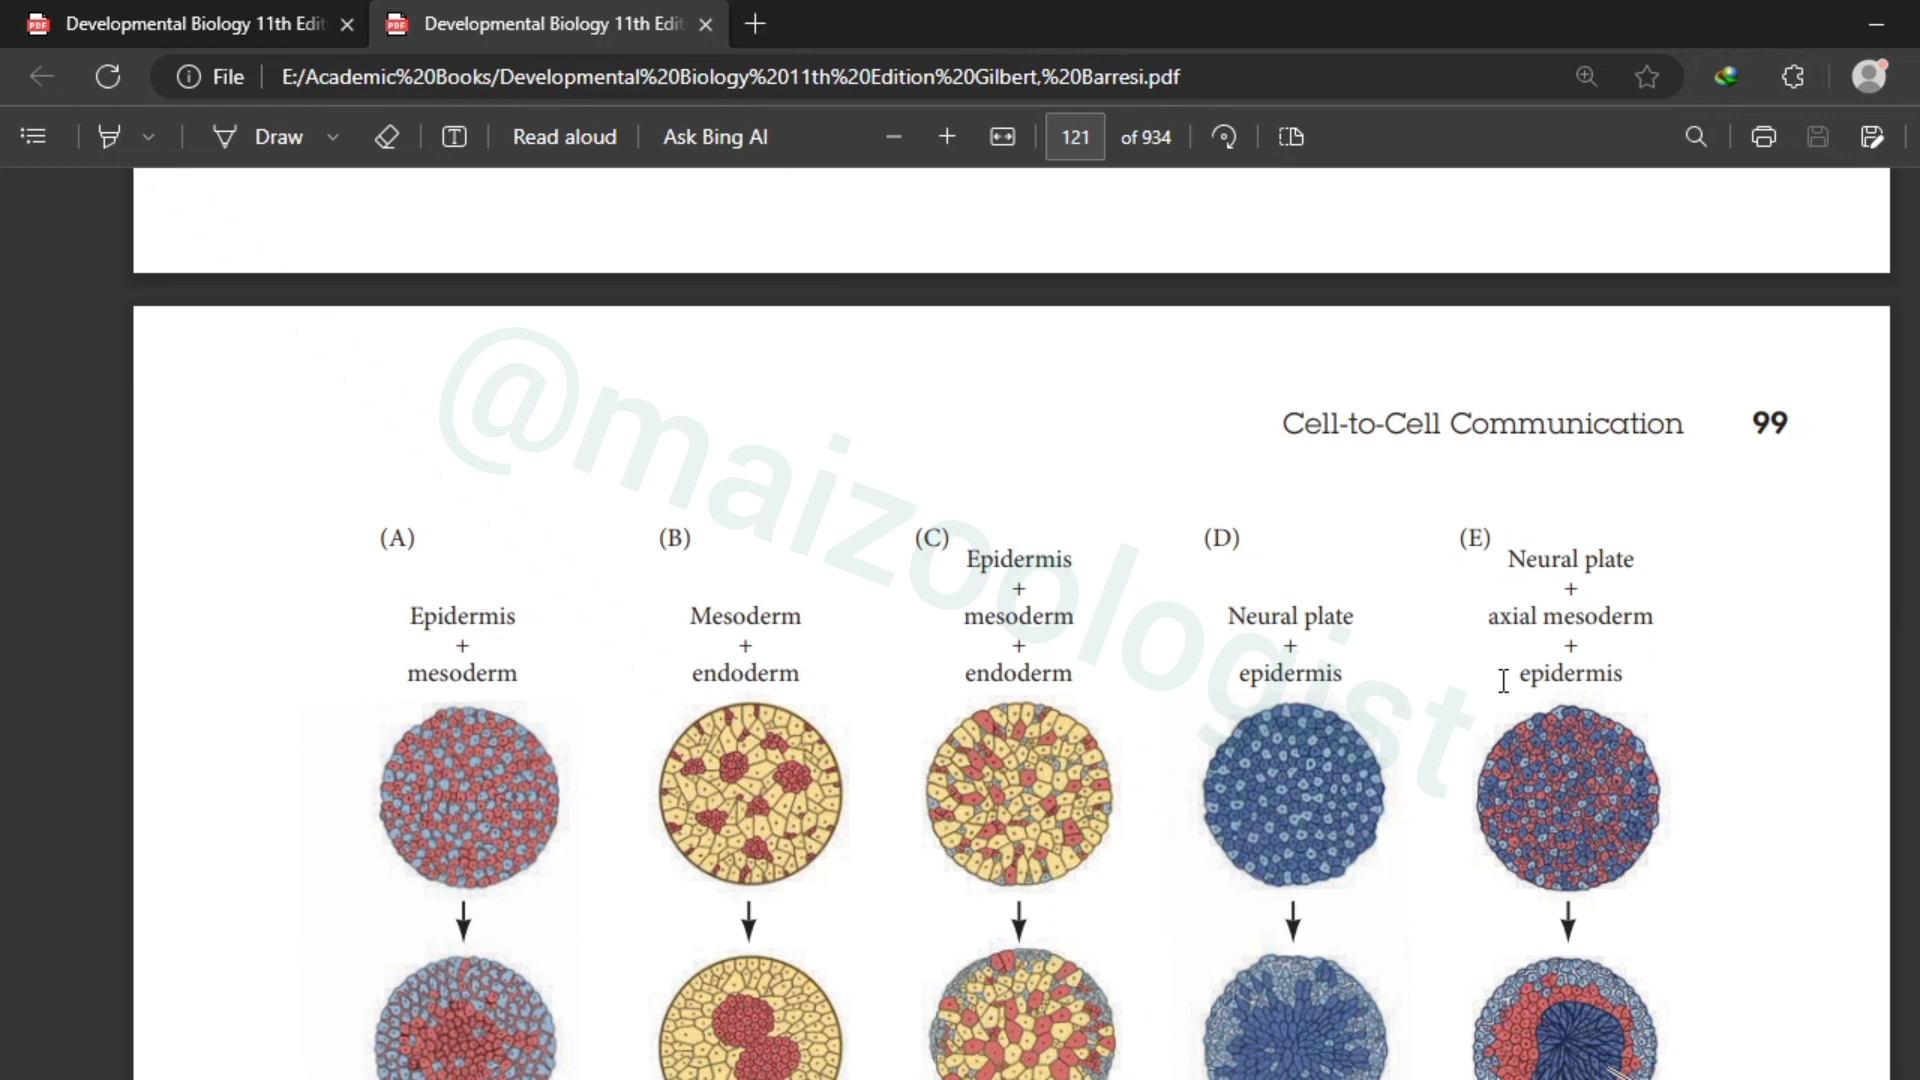 Developmental Biology 11th Edit
Developmental Biology 11th Edit
File
E:/Academic%20Books/Developmental%20Biology%2011th%20Edition%20Gilbert,%20Barresi.pdf
Draw
Read aloud
Ask Bing AI
121
of 934
@maizoologist
Cell-to-Cell Communication 99
(A)
Epidermis
+
mesoderm
(B)
Mesoderm
+
endoderm
(C)
Epidermis
+
mesoderm
+
endoderm
(D)
Neural plate
+
epidermis
(E)
Neural plate
+
axial mesoderm
+
epidermis